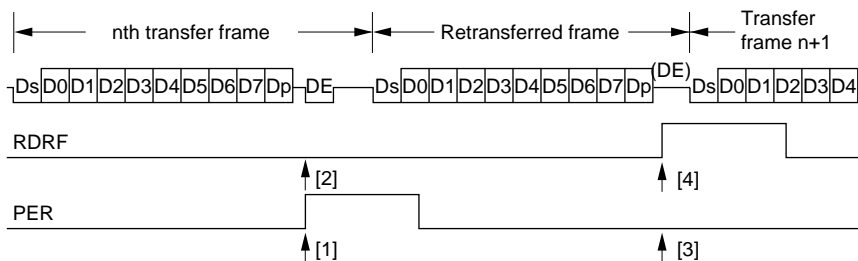 nth transfer frame
Retransferred frame
Transfer
frame n+1
(DE)
Ds D0 D1 D2 D3 D4 D5 D6 D7 Dp DE Ds D0 D1 D2 D3 D4 D5 D6 D7 Dp Ds D0 D1 D2 D3 D4
RDRF
[2] [4]
PER
[1] [3]